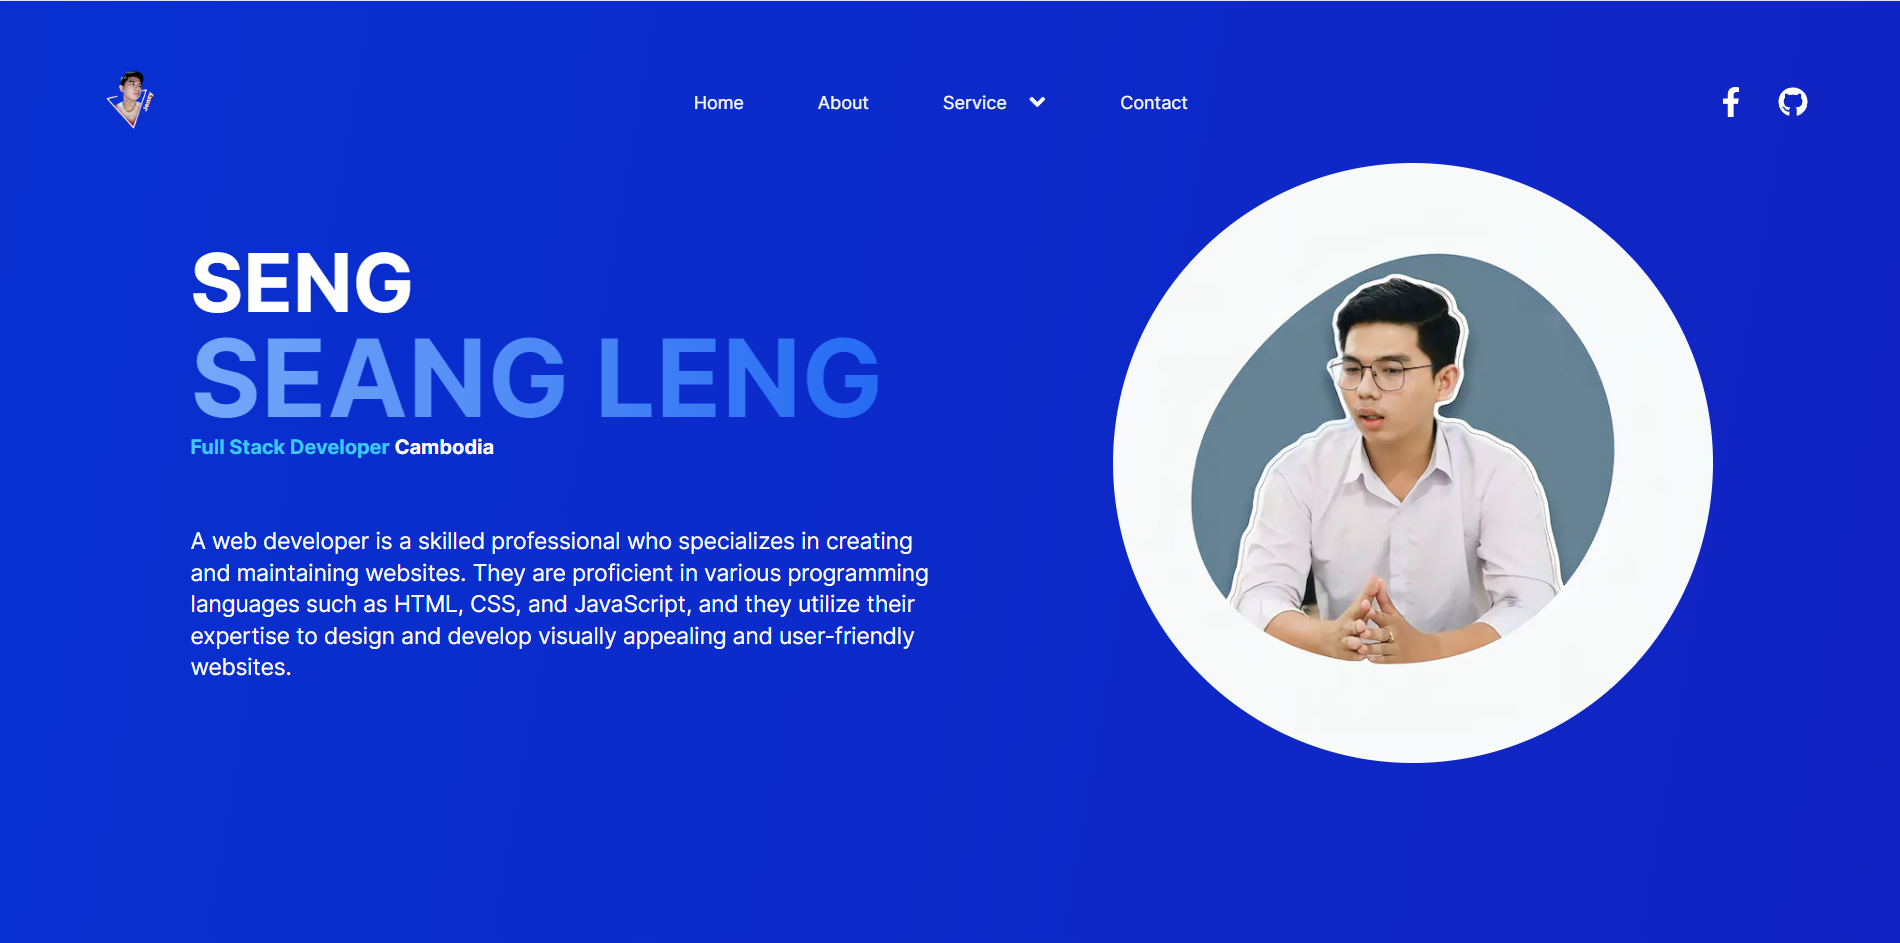 Jenzy
Home About Service Contact
SENG
SEANG LENG
Full Stack Developer Cambodia
A web developer is a skilled professional who specializes in creating
and maintaining websites. They are proficient in various programming
languages such as HTML, CSS, and JavaScript, and they utilize their
expertise to design and develop visually appealing and user-friendly
websites.